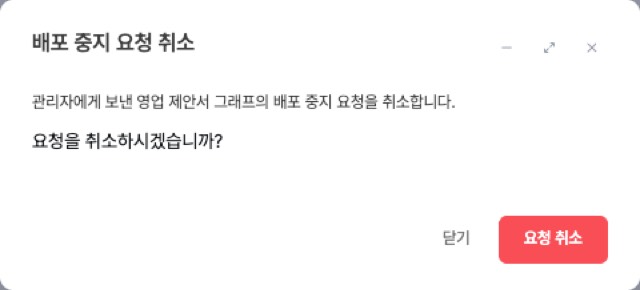 배포 중지 요청 취소
관리자에게 보낸 영업 제안서 그래프의 배포 중지 요청을 취소합니다.
요청을 취소하시겠습니까?
닫기
요청 취소